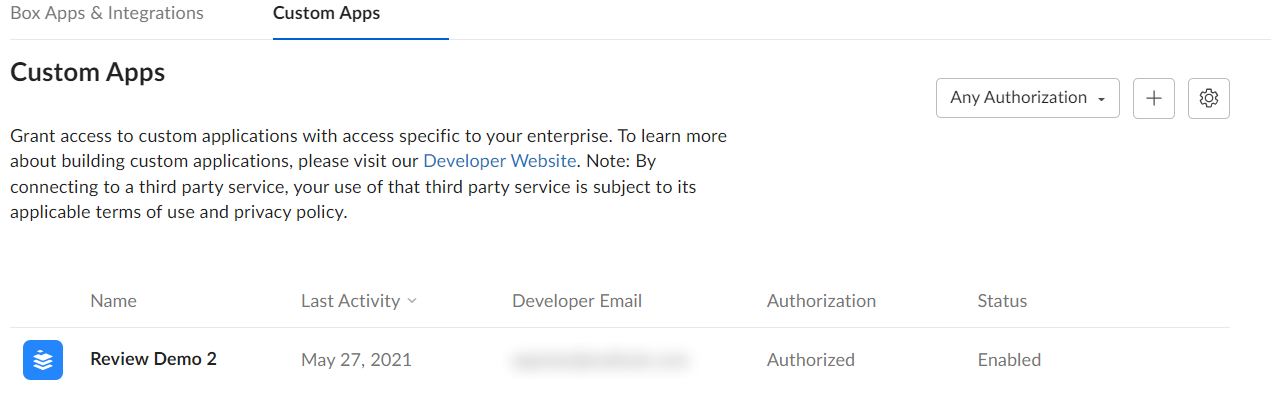 Box Apps & Integrations
Custom Apps
Custom Apps
Any Authorization
Grant access to custom applications with access specific to your enterprise. To learn more
about building custom applications, please visit our Developer Website. Note: By
connecting to a third party service, your use of that third party service is subject to its
applicable terms of use and privacy policy.
Name Last Activity Developer Email Authorization Status
Review Demo 2 May 27, 2021 Authorized Enabled